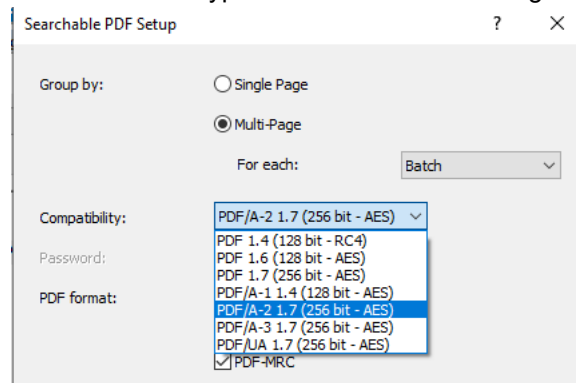 Searchable PDF Setup ? ×
Group by: Single Page
Multi-Page
For each: Batch
Compatibility: PDF/A-2 1.7 (256 bit - AES)
PDF 1.4 (128 bit - RC4)
Password: PDF 1.6 (128 bit - AES)
PDF 1.7 (256 bit - AES)
PDF format: PDF/A-1 1.4 (128 bit - AES)
PDF/A-2 1.7 (256 bit - AES)
PDF/A-3 1.7 (256 bit - AES)
PDF/UA 1.7 (256 bit - AES)
PDF-MRC